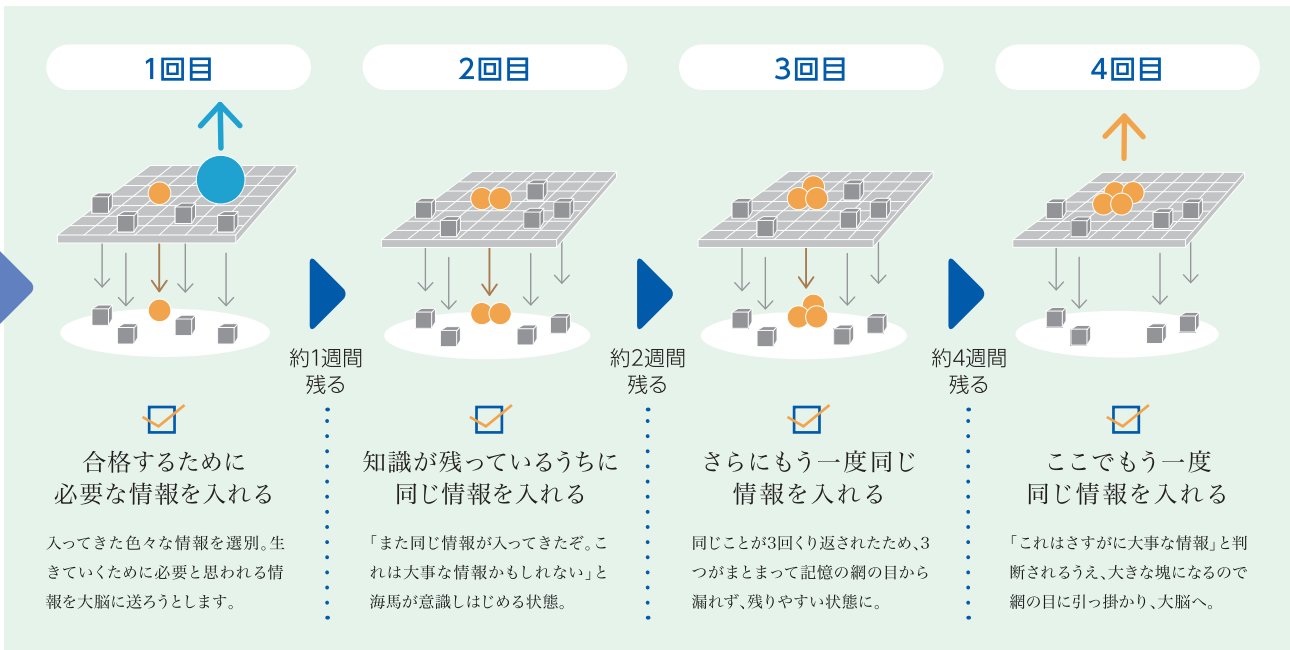 1回目
2回目
3回目
4回目
約1週間
残る
約2週間
残る
約4週間
残る
合格するために
必要な情報を入れる
入ってきた色々な情報を選別。生
きていくために必要と思われる情
報を大脳に送ろうとします。
知識が残っているうちに
同じ情報を入れる
「また同じ情報が入ってきたぞ。こ
れは大事な情報かもしれない」と
海馬が意識しはじめる状態。
さらにもう一度同じ
情報を入れる
同じことが3回くり返されたため、3
つがまとまって記憶の網の目から
漏れず、残りやすい状態に。
ここでもう一度
同じ情報を入れる
「これはさすがに大事な情報」と判
断されるうえ、大きな塊になるので
網の目に引っ掛かり、大脳へ。